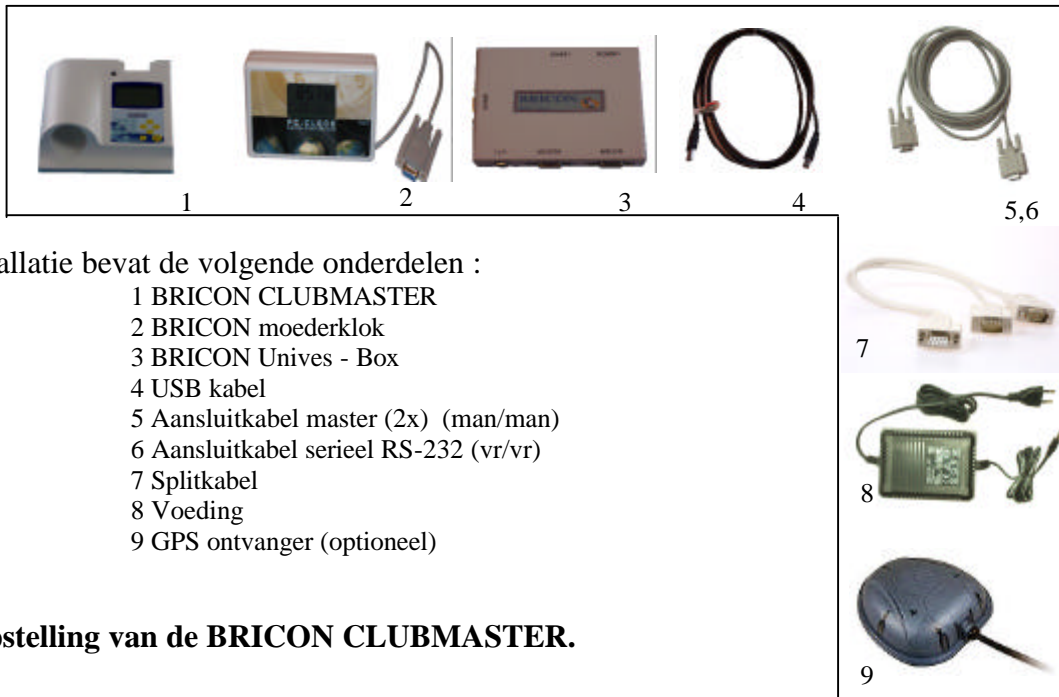 1
2
3
4
5,6
allatie bevat de volgende onderdelen :
1 BRICON CLUBMASTER
2 BRICON moederklok
3 BRICON Unives - Box
4 USB kabel
5 Aansluitkabel master (2x) (man/man)
6 Aansluitkabel serieel RS-232 (vr/vr)
7 Splitkabel
8 Voeding
9 GPS ontvanger (optioneel)
7
8
9
pstelling van de BRICON CLUBMASTER.
BRICON